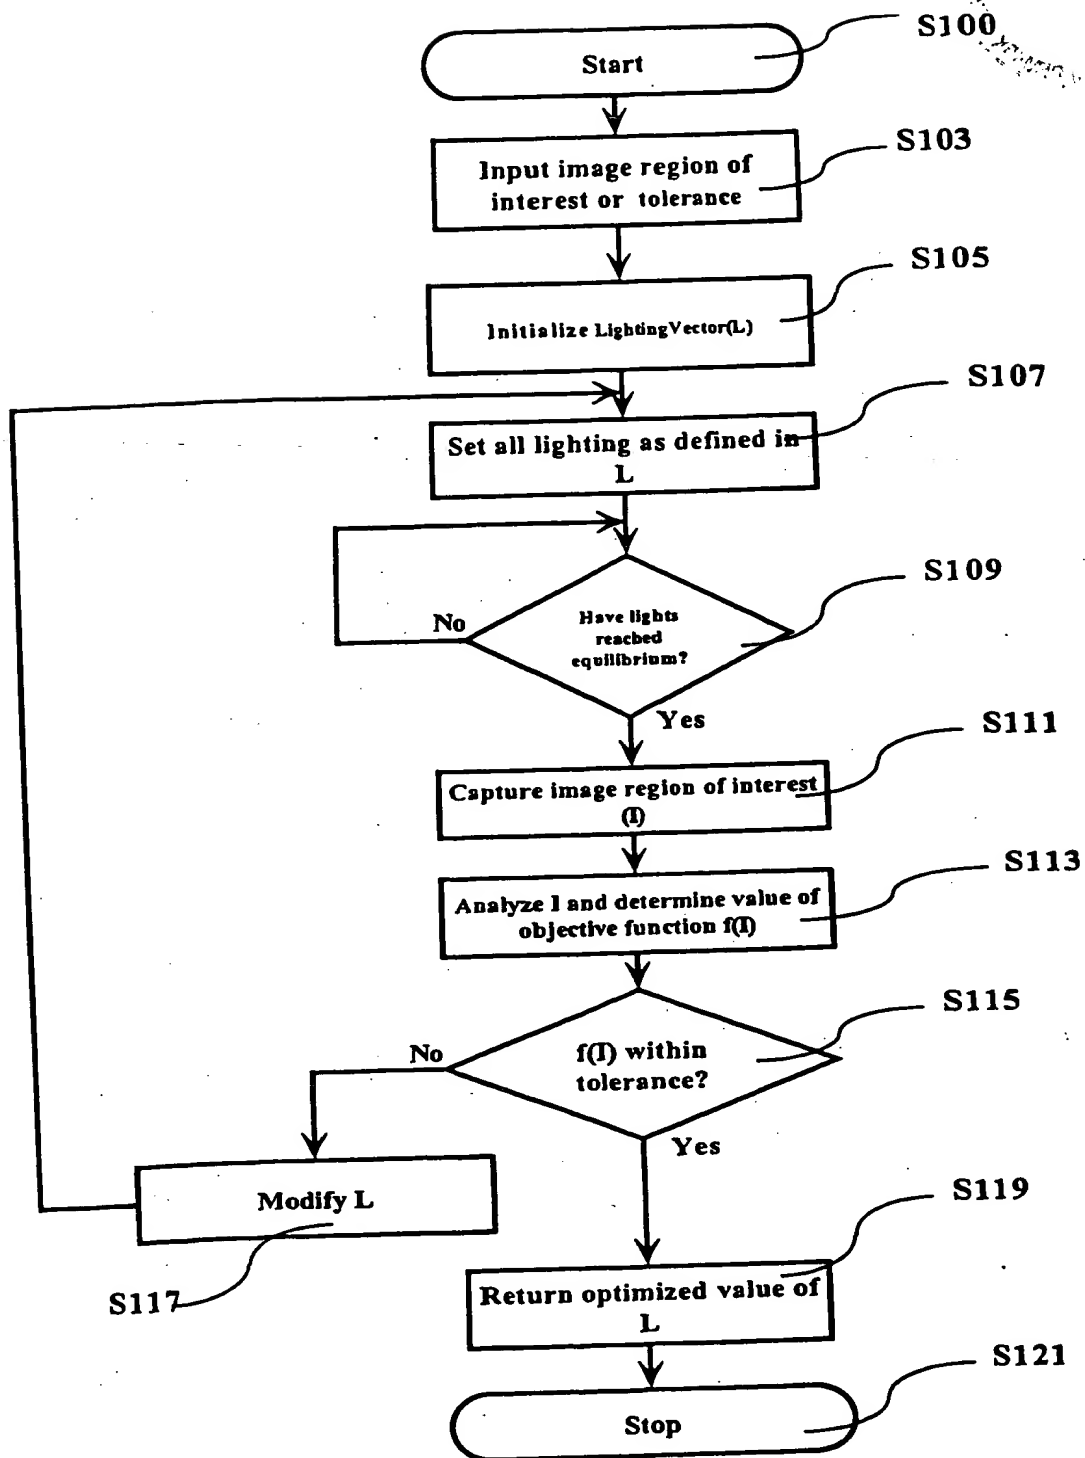 S100
Start
S103
Input image region of
interest or tolerance
S105
Initialize LightingVector(L)
S107
Set all lighting as defined in
L
S109
Have lights
reached
equilibrium?
No
Yes
S111
Capture image region of interest
(I)
S113
Analyze I and determine value of
objective function f(I)
S115
f(I) within
tolerance?
No
Yes
Modify L
S117
S119
Return optimized value of
L
S121
Stop